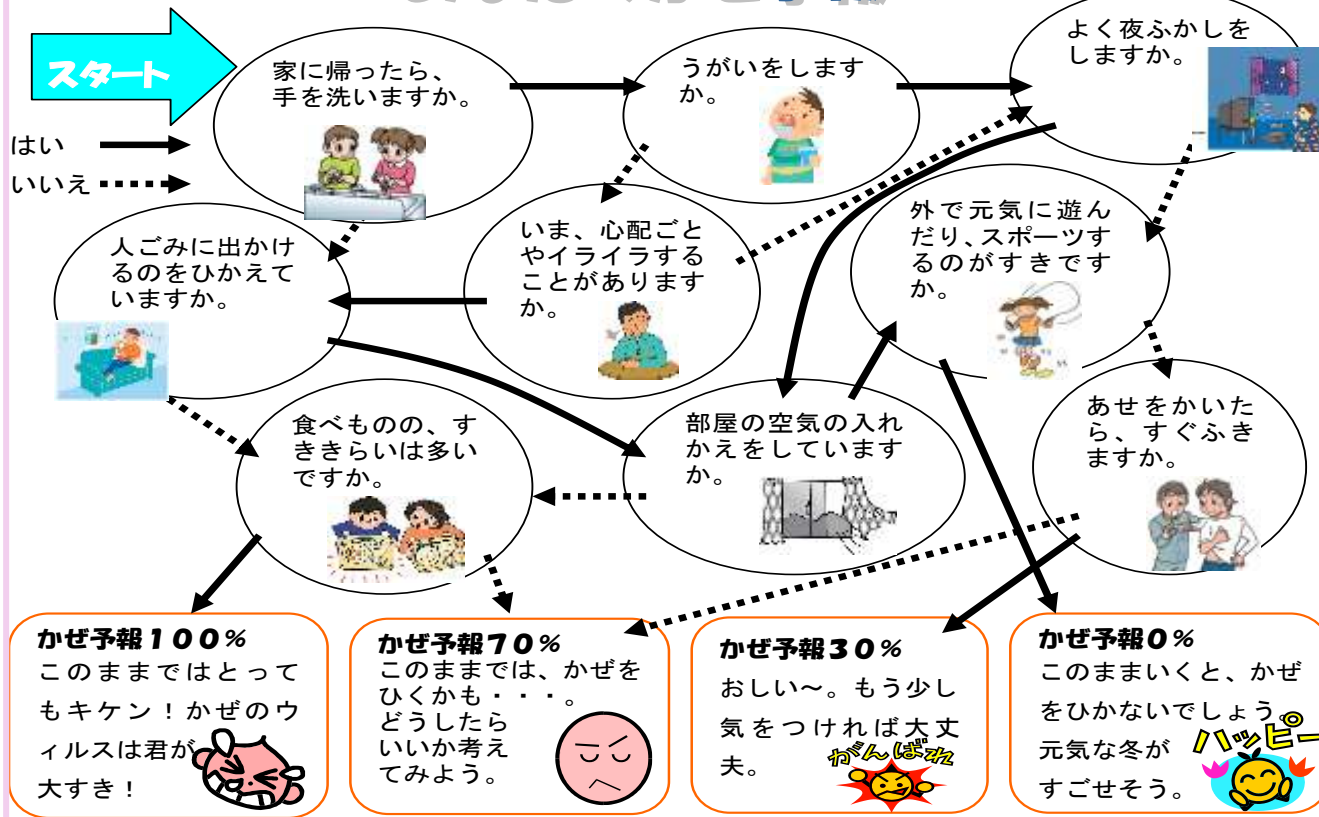 予報
スタート
はい
いいえ
家に帰ったら、
手を洗いますか。
うがいをします
か。
よく夜ふかしを
しますか。
人ごみに出かけ
るのをひかえて
いますか。
いま、心配ごと
やイライラする
ことがあります
か。
外で元気に遊ん
だり、スポーツす
るのがすきです
か。
食べものの、す
ききらいは多い
ですか。
部屋の空気の入れ
かえをしています
か。
あせをかいた
ら、すぐふき
ますか。
かぜ予報100%
このままではとって
もキケン！かぜのウ
ィルスは君が
大すき！
かぜ予報70%
このままでは、かぜを
ひくかも・・・。
どうしたら
いいか考え
てみよう。
かぜ予報30%
おしい～。もう少し
気をつければ大丈
夫。
がんばれ
かぜ予報0%
このままいくと、かぜ
をひかないでしょう。
元気な冬が
すごせそう。
ハッピー